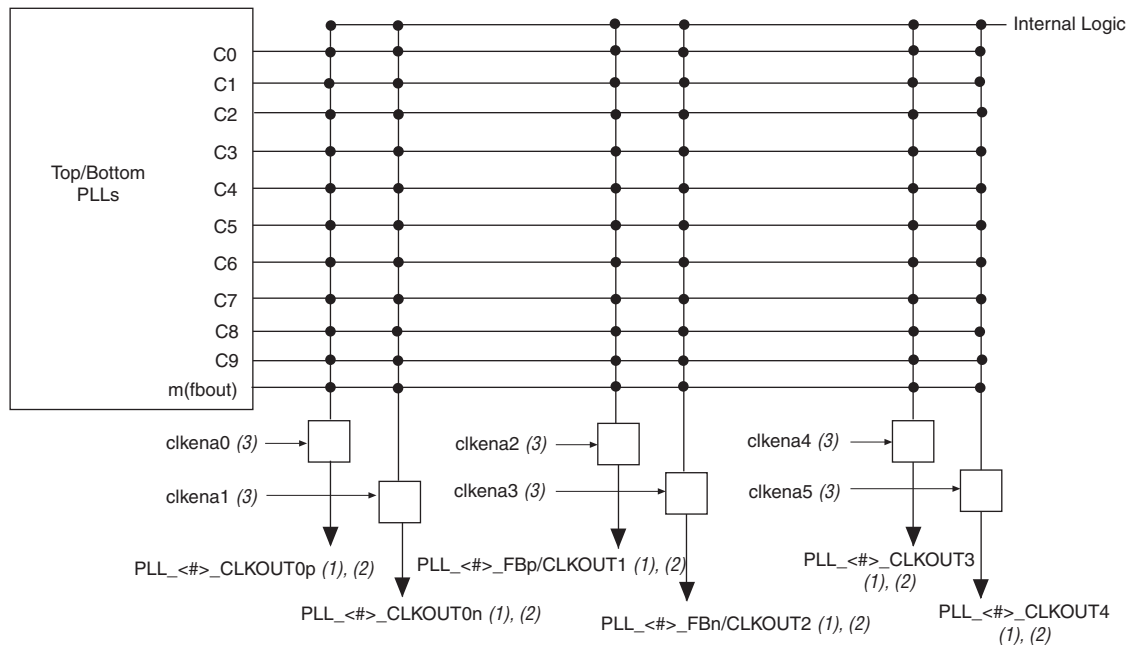 Internal Logic
C0
C1
C2
C3
Top/Bottom
PLLs
C4
C5
C6
C7
C8
C9
m(fbout)
clkena0 (3)
clkena2 (3)
clkena4 (3)
clkena1 (3)
clkena3 (3)
clkena5 (3)
PLL_<#>_CLKOUT0p (1), (2)
PLL_<#>_FBp/CLKOUT1 (1), (2)
PLL_<#>_CLKOUT3
(1), (2)
PLL_<#>_CLKOUT0n (1), (2)
PLL_<#>_FBn/CLKOUT2 (1), (2)
PLL_<#>_CLKOUT4
(1), (2)